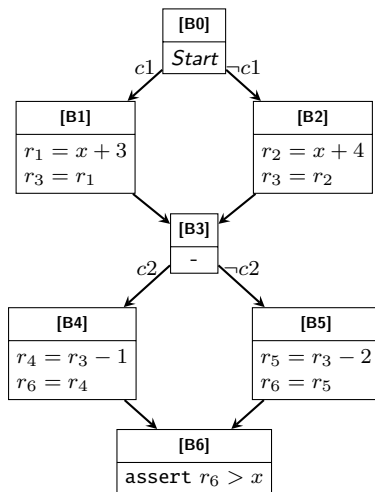 [B0]
Start
c1
¬c1
[B1]
r₁ = x + 3
r₃ = r₁
[B2]
r₂ = x + 4
r₃ = r₂
[B3]
-
c2
¬c2
[B4]
r₄ = r₃ − 1
r₆ = r₄
[B5]
r₅ = r₃ − 2
r₆ = r₅
[B6]
assert r₆ > x